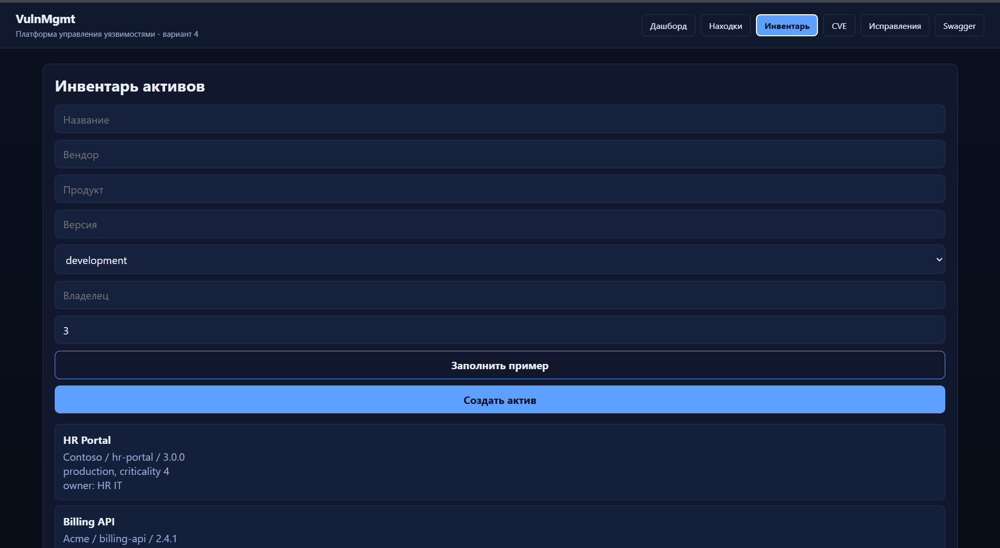 VulnMgmt
Платформа управления уязвимостями - вариант 4
Дашборд
Находки
Инвентарь
CVE
Исправления
Swagger
Инвентарь активов
Название
Вендор
Продукт
Версия
development
Владелец
3
Заполнить пример
Создать актив
HR Portal
Contoso / hr-portal / 3.0.0
production, criticality 4
owner: HR IT
Billing API
Acme / billing-api / 2.4.1